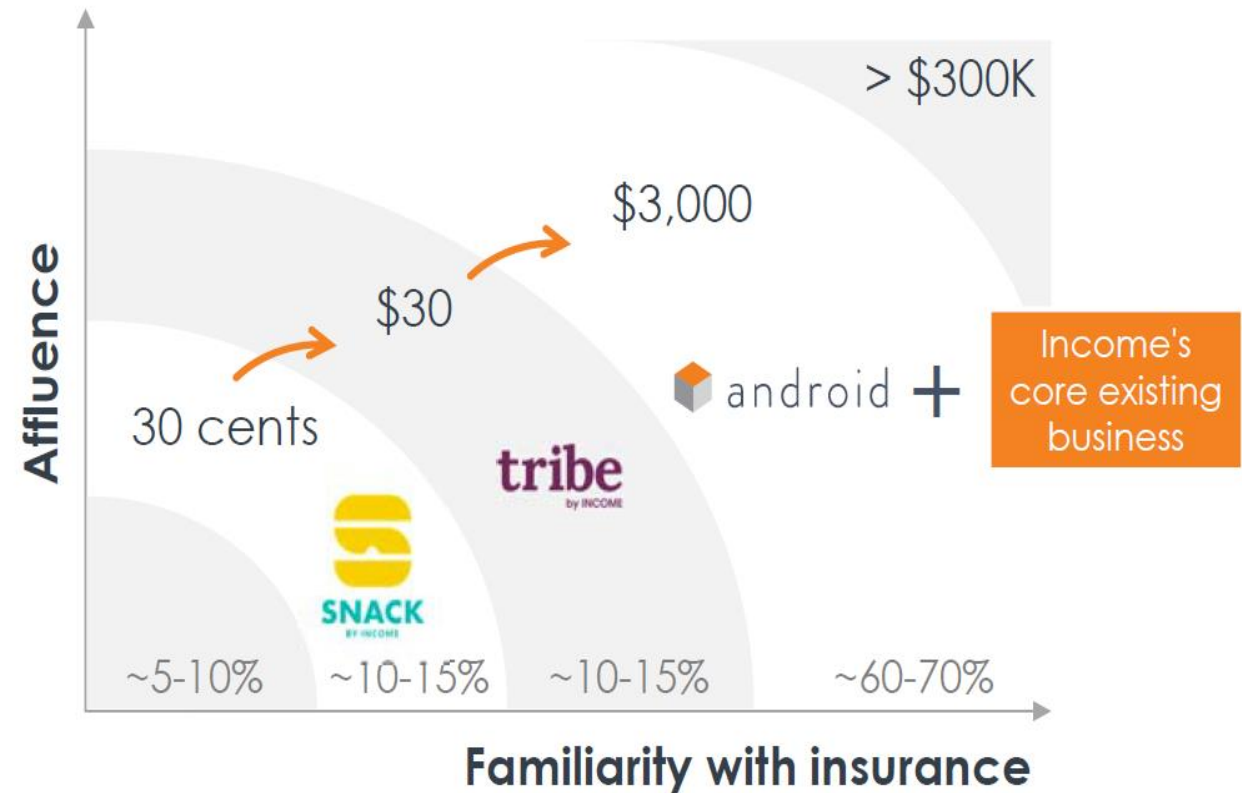 > $300K
$3,000
$30
30 cents
Affluence
android +
Income's
core existing
business
tribe
by INCOME
SNACK
BY INCOME
~5-10%
~10-15%
~10-15%
~60-70%
Familiarity with insurance